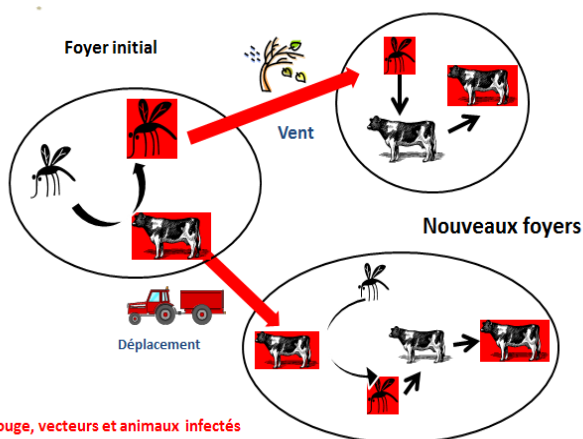 Foyer initial
Vent
Nouveaux foyers
Déplacement
ouge, vecteurs et animaux infectés